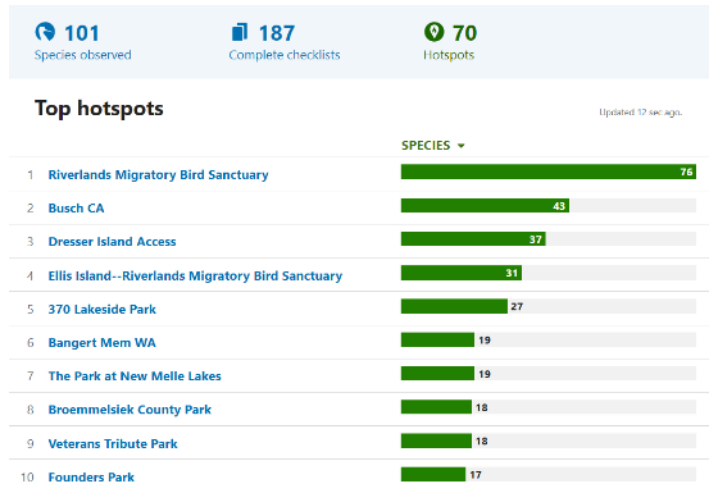 101 187 70
Species observed Complete checklists Hotspots
Top hotspots
Updated 12 sec ago.
SPECIES
1 Riverlands Migratory Bird Sanctuary 76
2 Busch CA 43
3 Dresser Island Access 37
4 Ellis Island--Riverlands Migratory Bird Sanctuary 31
5 370 Lakeside Park 27
6 Bangert Mem WA 19
7 The Park at New Melle Lakes 19
8 Broemmelsiek County Park 18
9 Veterans Tribute Park 18
10 Founders Park 17